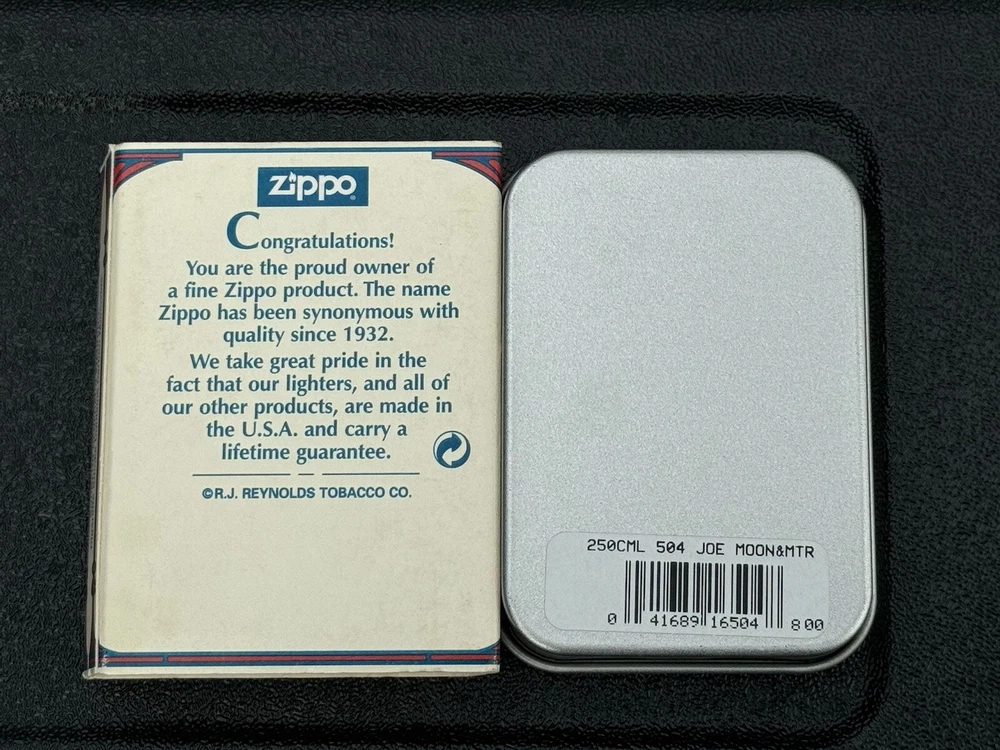 Zippo
Congratulations!
You are the proud owner of
a fine Zippo product. The name
Zippo has been synonymous with
quality since 1932.
We take great pride in the
fact that our lighters, and all of
our other products, are made in
the U.S.A. and carry a
lifetime guarantee.
©R.J. REYNOLDS TOBACCO CO.
250CML 504 JOE MOON&MTR
0 41689 16504 8 00